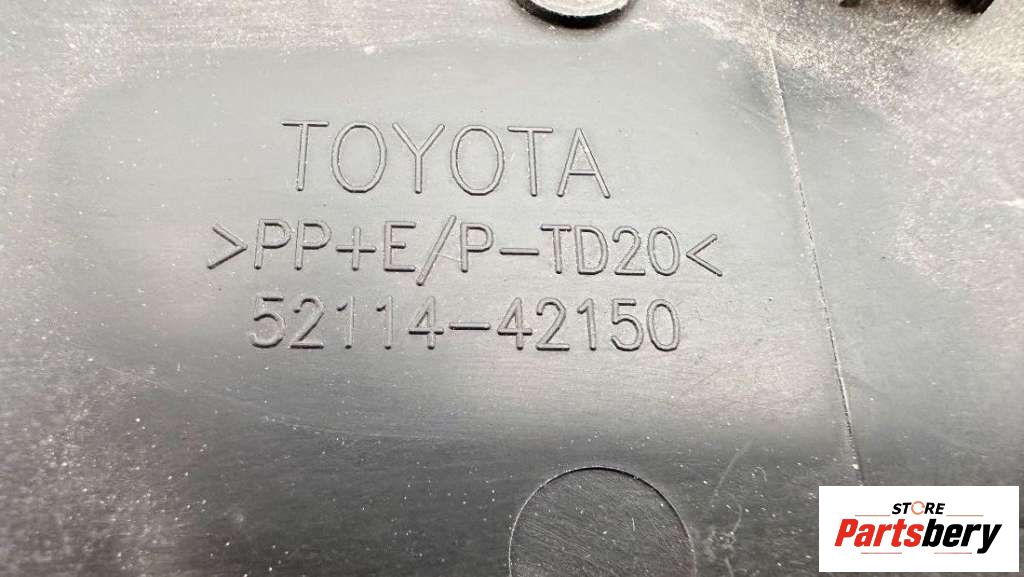 TOYOTA
>PP+E/P-TD20<
52114-42150
STORE
Partsbery